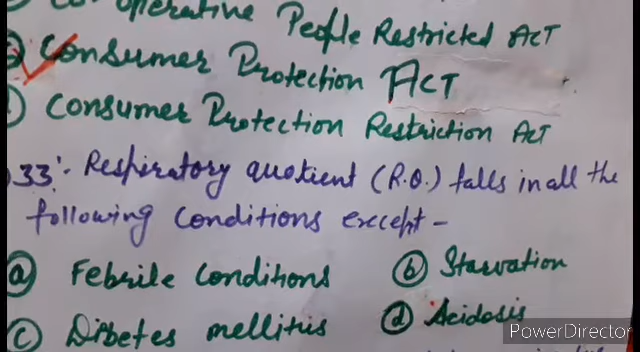 Co-operative People Restricted ACT
Consumer Protection ACT
Consumer Protection Restriction ACT
33:- Respiratory quotient (R.Q.) falls in all the
following Conditions except -
(a) Febrile Conditions (b) Starvation
(c) Dibetes mellitus (d) Acidosis
PowerDirector